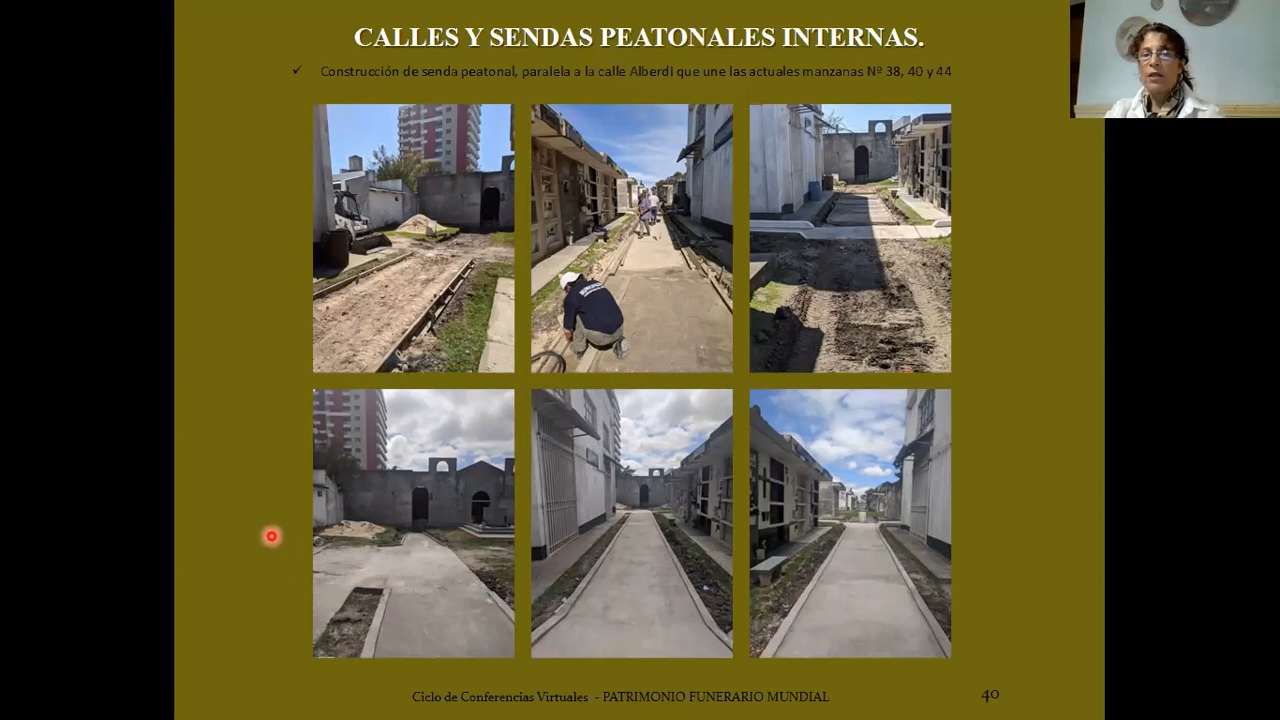 CALLES Y SENDAS PEATONALES INTERNAS.
✓ Construcción de senda peatonal, paralela a la calle Alberdi que une las actuales manzanas Nº 38, 40 y 44
Ciclo de Conferencias Virtuales - PATRIMONIO FUNERARIO MUNDIAL
40